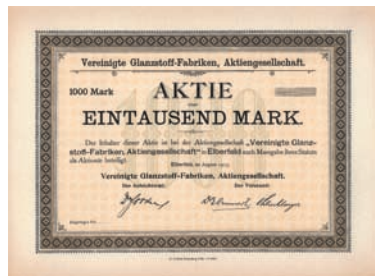 Vereinigte Glanzstoff-Fabriken, Aktiengesellschaft.
1000 Mark
AKTIE
EINTAUSEND MARK.
Der Inhaber dieser Aktie ist bei der Aktiengesellschaft „Vereinigte Glanz-
stoff-Fabriken, Aktiengesellschaft" in Elberfeld nach Massgabe ihres Statuts
als Aktionär beteiligt.
Elberfeld, im August
Vereinigte Glanzstoff-Fabriken, Aktiengesellschaft.
Der Aufsichtsrat: Der Vorstand: